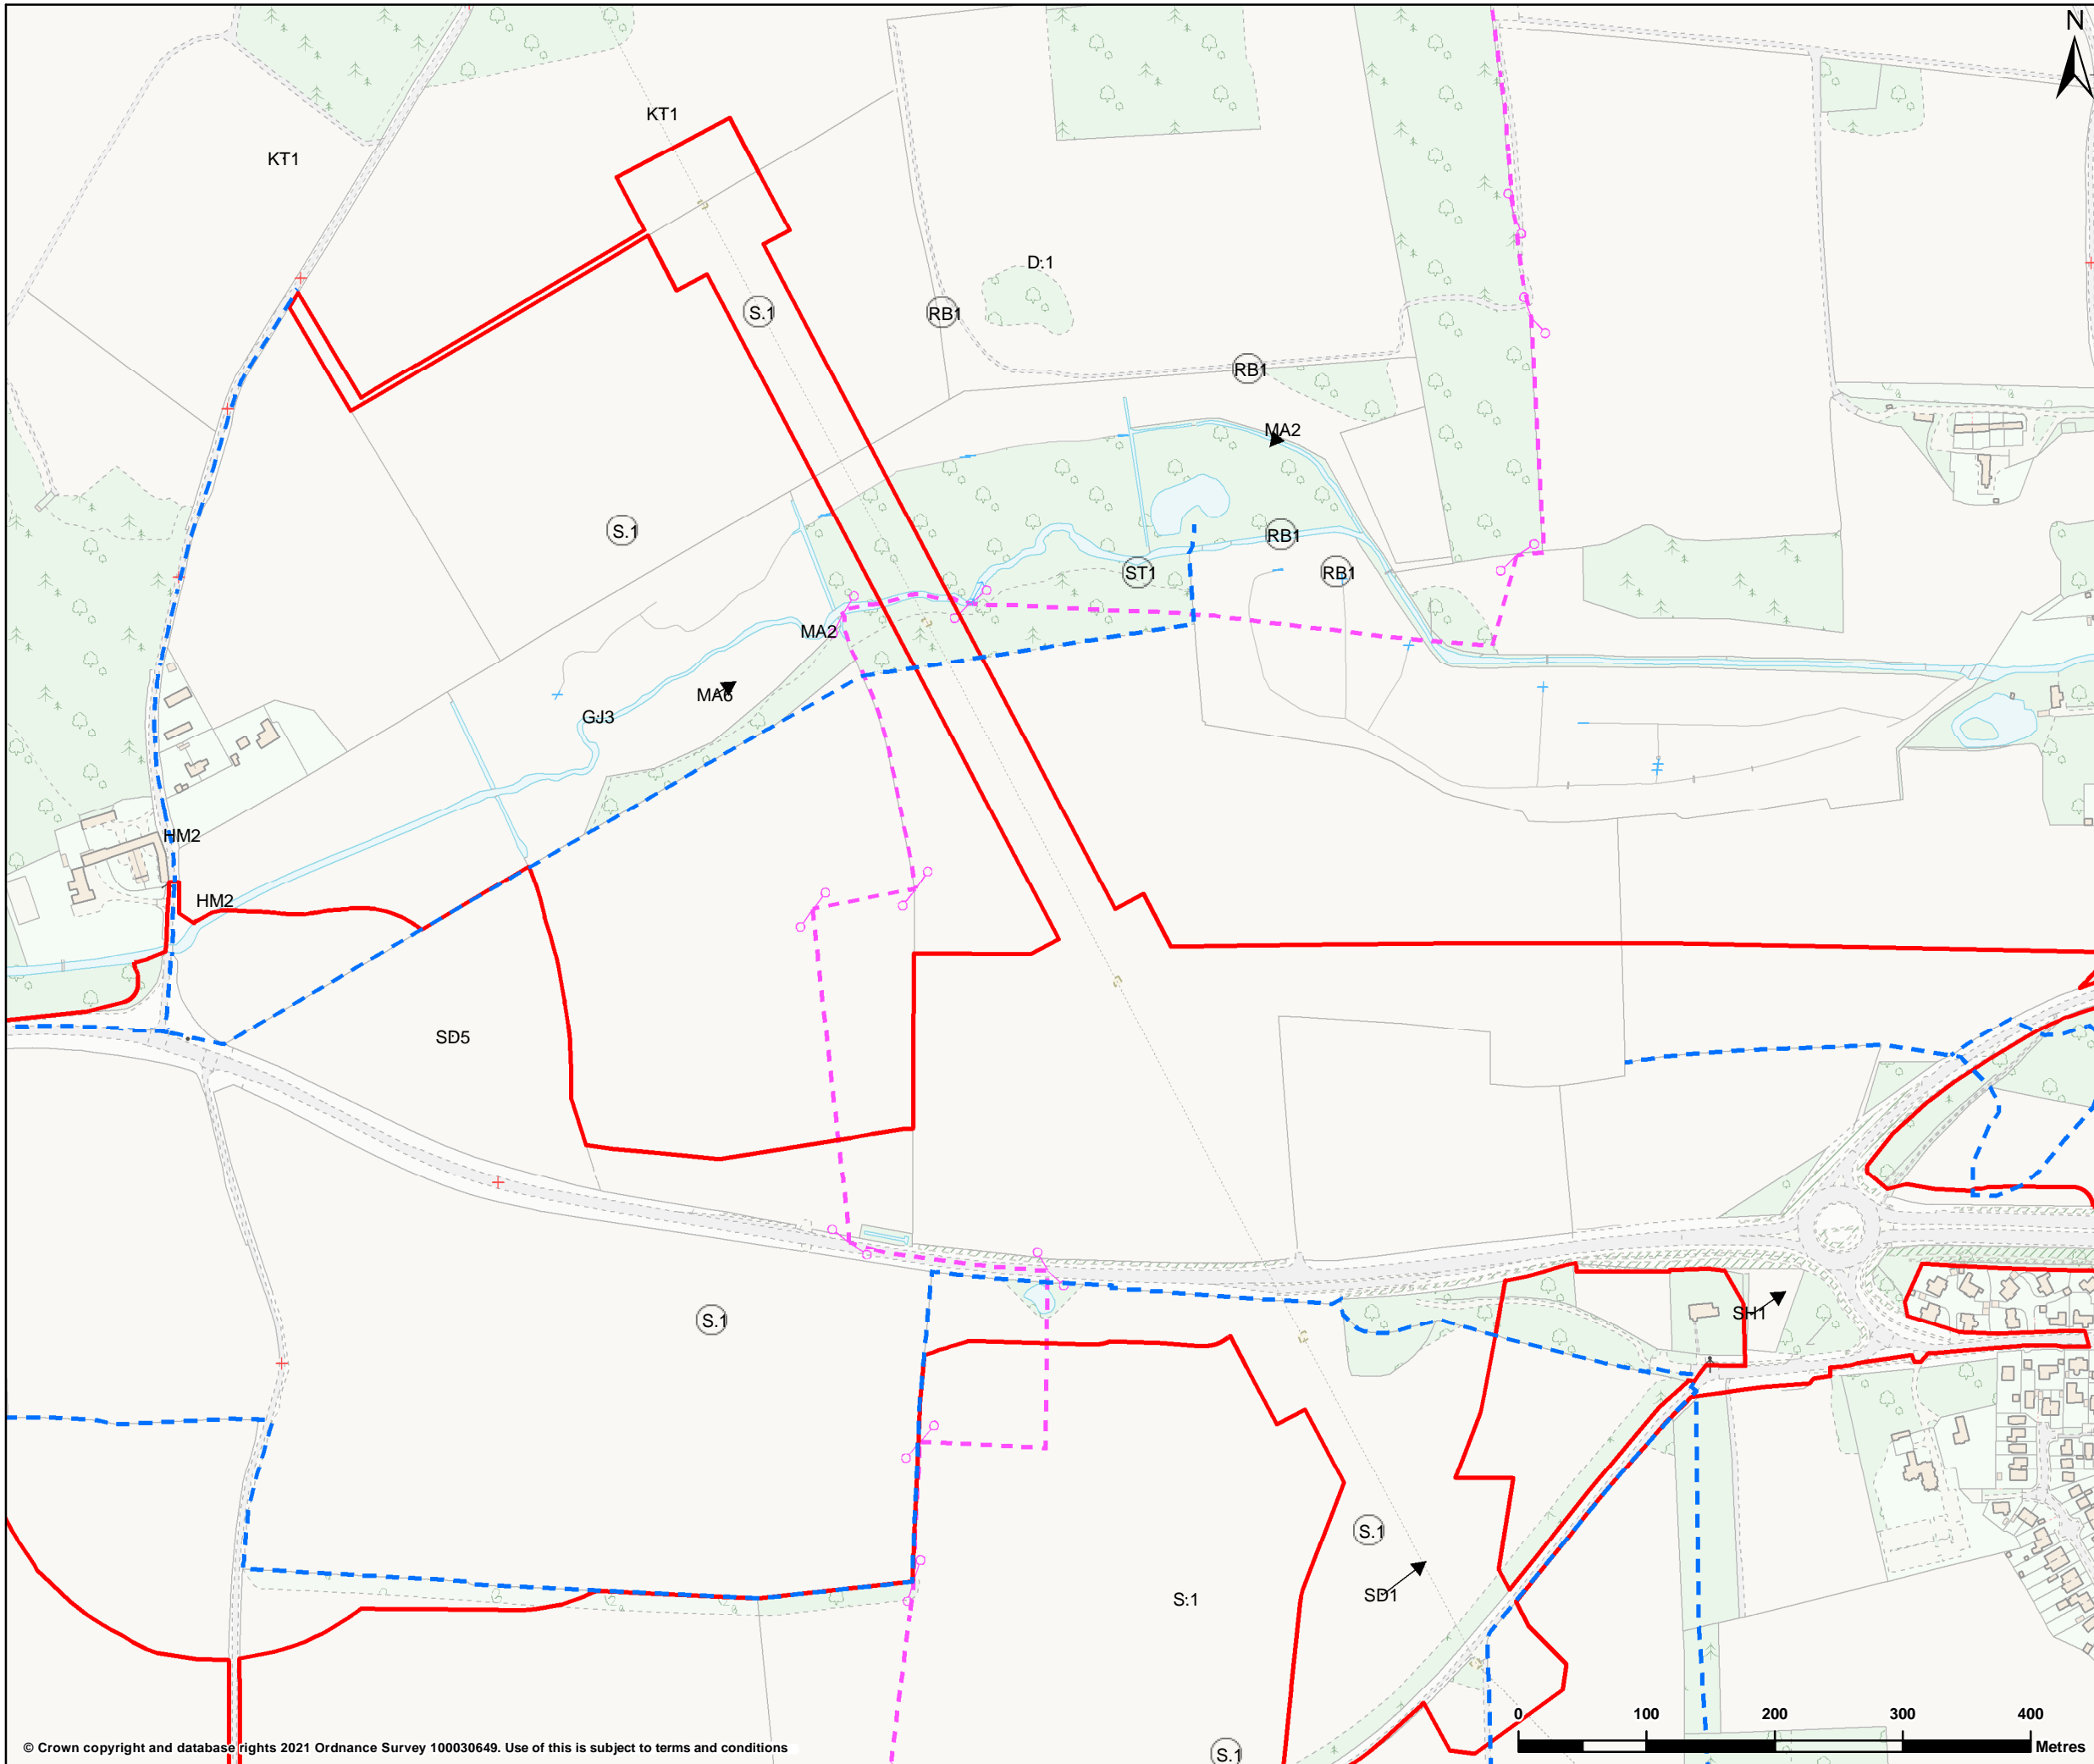 N
KT1
KT1
D:1
S.1
RB1
RB1
MA2
S.1
RB1
ST1
RB1
MA2
MA6
GJ3
HM2
HM2
SD5
SH1
S.1
S.1
SD1
S:1
S.1
0 100 200 300 400
Metres
© Crown copyright and database rights 2021 Ordnance Survey 100030649. Use of this is subject to terms and conditions